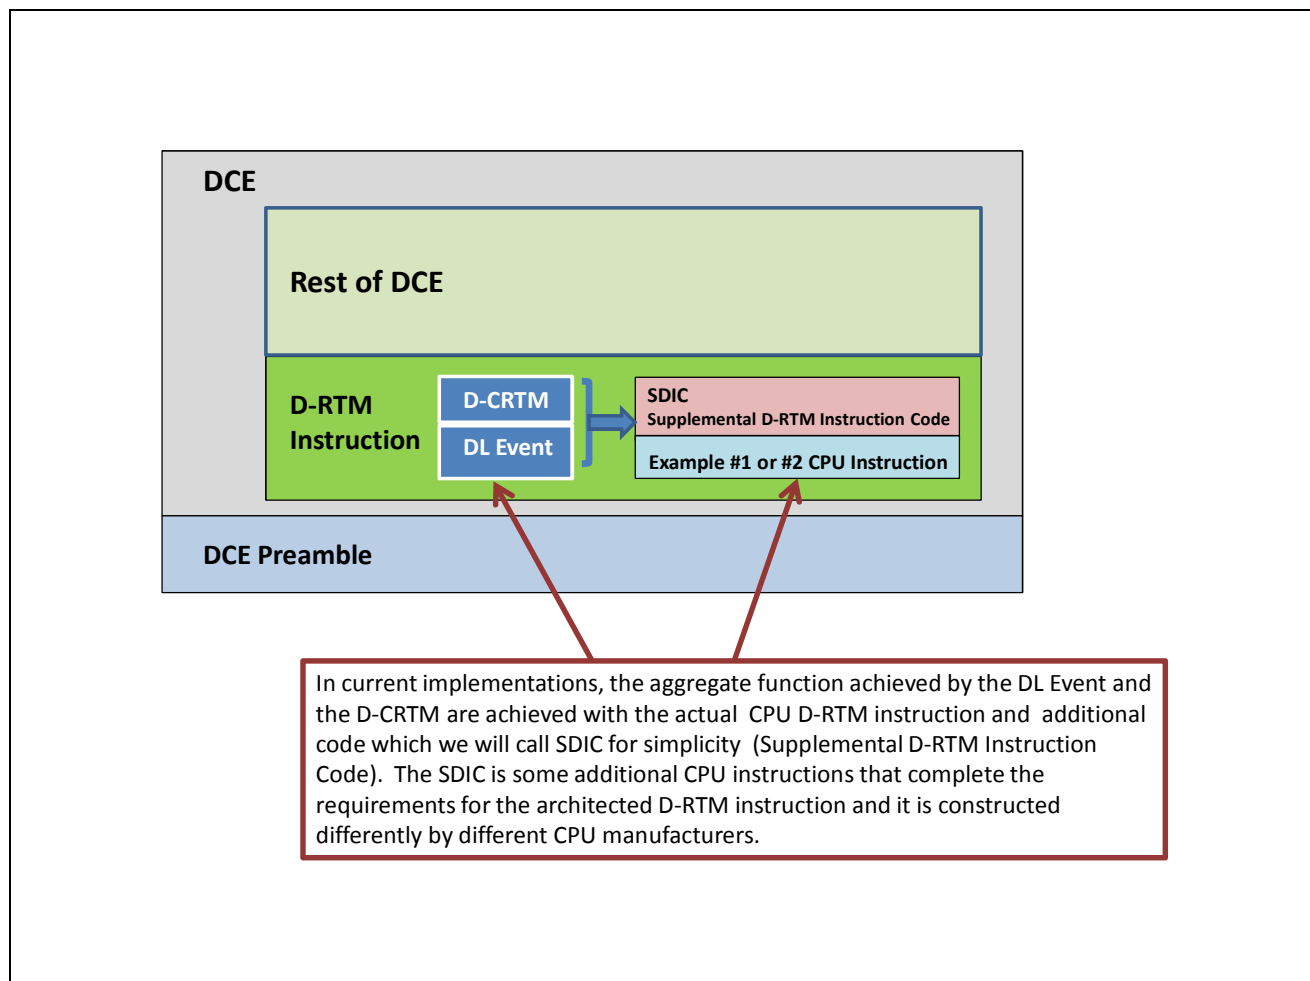 DCE
Rest of DCE
D-RTM
Instruction
D-CRTM
DL Event
SDIC
Supplemental D-RTM Instruction Code
Example #1 or #2 CPU Instruction
DCE Preamble
In current implementations, the aggregate function achieved by the DL Event and
the D-CRTM are achieved with the actual CPU D-RTM instruction and additional
code which we will call SDIC for simplicity (Supplemental D-RTM Instruction
Code). The SDIC is some additional CPU instructions that complete the
requirements for the architected D-RTM instruction and it is constructed
differently by different CPU manufacturers.